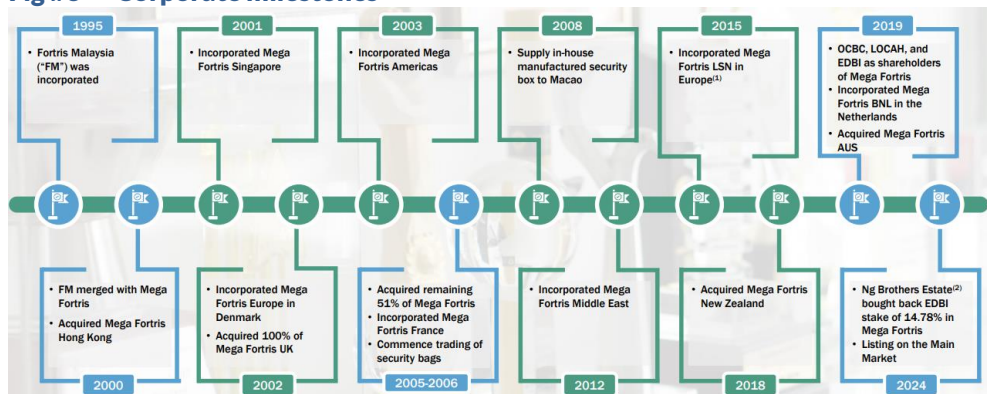 1995
• Fortris Malaysia
(“FM”) was
incorporated
2001
• Incorporated Mega
Fortris Singapore
2003
• Incorporated Mega
Fortris Americas
2008
• Supply in-house
manufactured security
box to Macao
2015
• Incorporated Mega
Fortris LSN in
Europe(1)
2019
• OCBC, LOCAH, and
EDBI as shareholders
of Mega Fortris
• Incorporated Mega
Fortris BNL in the
Netherlands
• Acquired Mega Fortris
AUS
• FM merged with Mega
Fortris
• Acquired Mega Fortris
Hong Kong
2000
• Incorporated Mega
Fortris Europe in
Denmark
• Acquired 100% of
Mega Fortris UK
2002
• Acquired remaining
51% of Mega Fortris
• Incorporated Mega
Fortris France
• Commence trading of
security bags
2005-2006
• Incorporated Mega
Fortris Middle East
2012
• Acquired Mega Fortris
New Zealand
2018
• Ng Brothers Estate(2)
bought back EDBI
stake of 14.78% in
Mega Fortris
• Listing on the Main
Market
2024